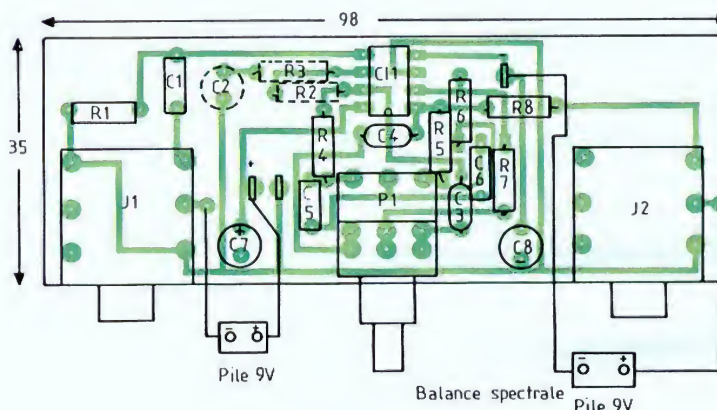 98
35
R1
C1
C2
R3
R2
CI1
R4
C4
R5
R6
R8
C5
P1
C3
C6
R7
J1
J2
+
C7
+
C8
-
- +
Pile 9V
Balance spectrale
- +
Pile 9V